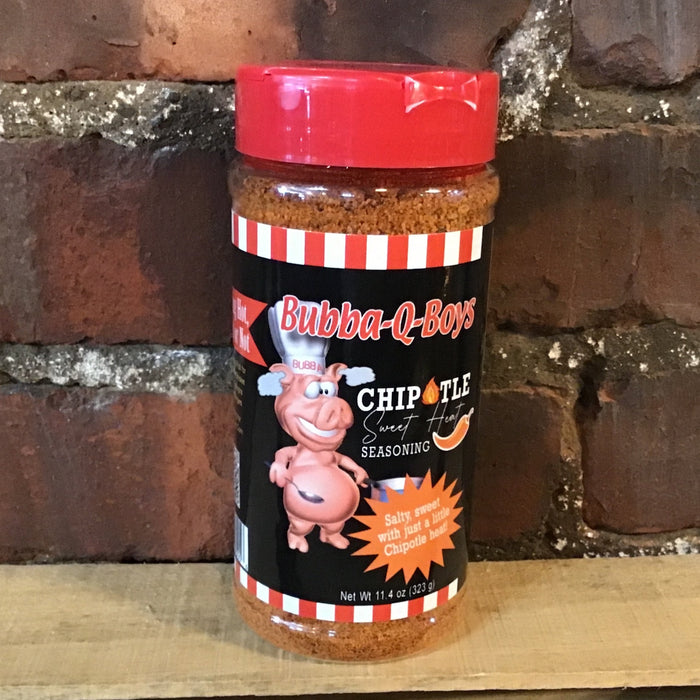 Bubba-Q-Boys
BUBBA
CHIPOTLE
Sweet Heat
SEASONING
Salty, sweet
with just a little
Chipotle heat!
Net Wt 11.4 oz (323 g)